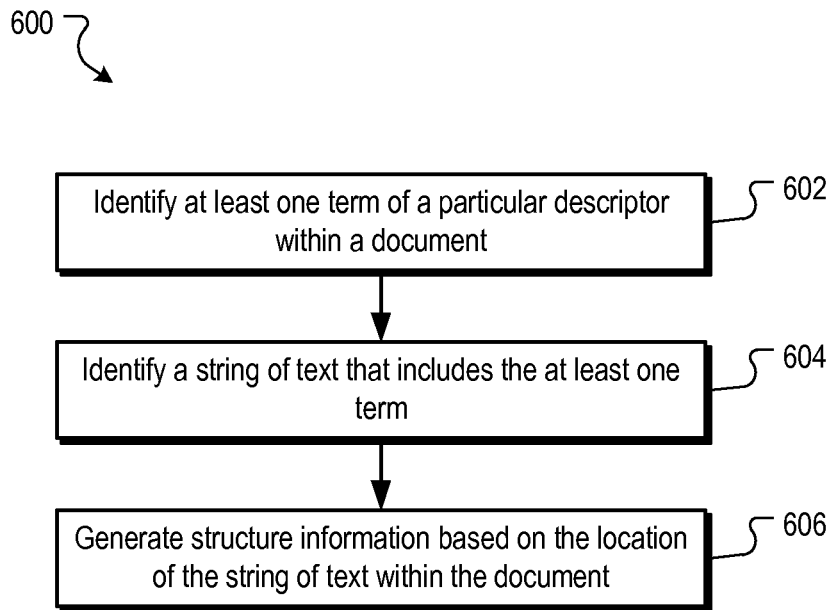 600
Identify at least one term of a particular descriptor
within a document
602
Identify a string of text that includes the at least one
term
604
Generate structure information based on the location
of the string of text within the document
606